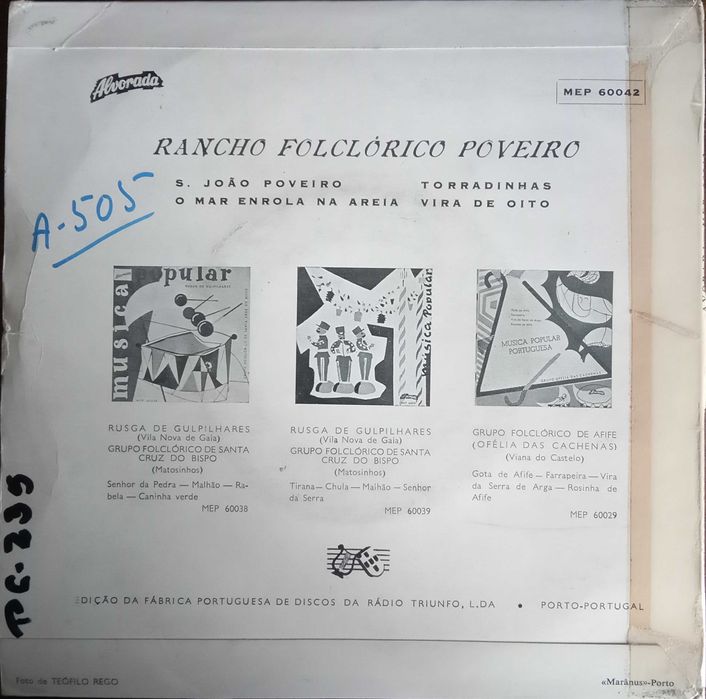 Alvorada
MEP 60042
RANCHO FOLCLÓRICO POVEIRO
S. JOÃO POVEIRO
TORRADINHAS
O MAR ENROLA NA AREIA
VIRA DE OITO
A-505
música popular
RUSGA DE GULPILHARES
(Vila Nova de Gaia)
GRUPO FOLCLÓRICO DE SANTA
CRUZ DO BISPO
(Matosinhos)
Senhor da Pedra — Malhão — Ra-
bela — Caninha verde
MEP 60038
música popular
RUSGA DE GULPILHARES
(Vila Nova de Gaia)
GRUPO FOLCLÓRICO DE SANTA
CRUZ DO BISPO
(Matosinhos)
Tirana — Chula — Malhão — Senhor
da Serra
MEP 60039
MUSICA POPULAR
PORTUGUESA
GRUPO FOLCLÓRICO DE AFIFE
(OFÉLIA DAS CACHENAS)
(Viana do Castelo)
Gota de Afife — Farrapeira — Vira
da Serra de Arga — Rosinha de
Afife
MEP 60029
EDIÇÃO DA FÁBRICA PORTUGUESA DE DISCOS DA RÁDIO TRIUNFO, L.DA • PORTO-PORTUGAL
Foto de TEÓFILO REGO
«Marânus»-Porto